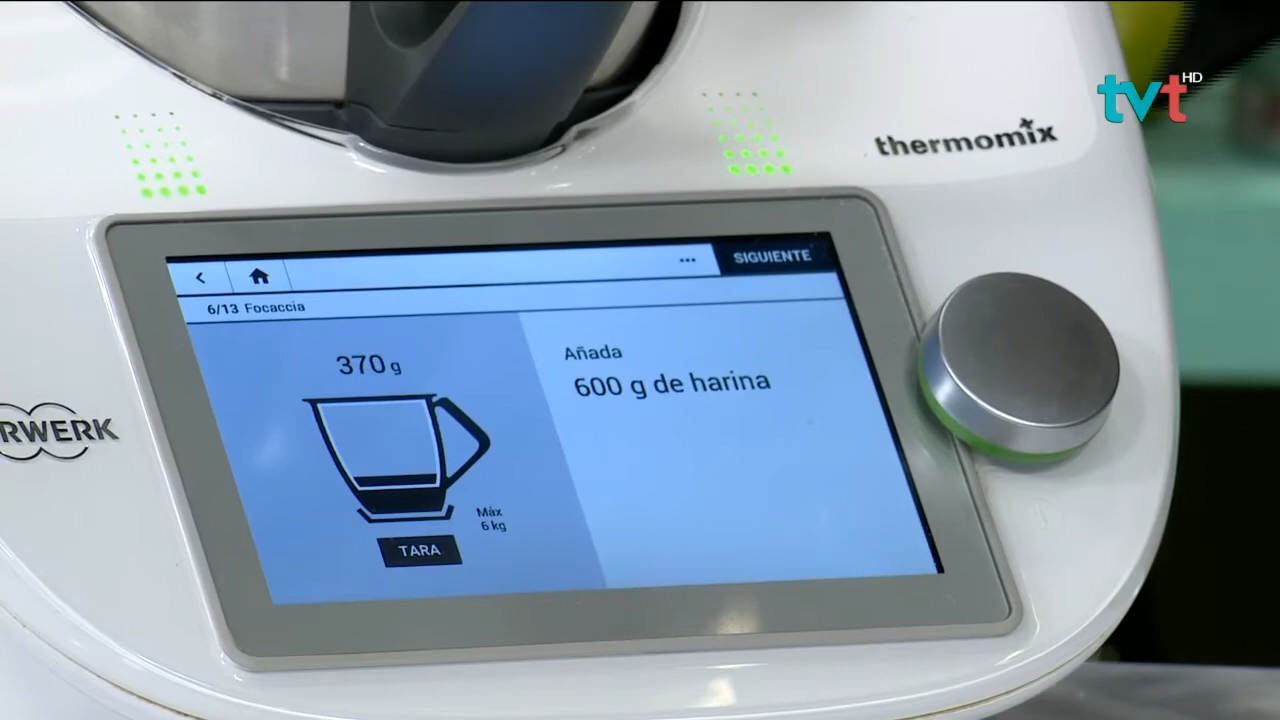 tvt HD
thermomix
SIGUIENTE
6/13 Focaccia
370 g
Añada
600 g de harina
RWERK
Máx
6 kg
TARA